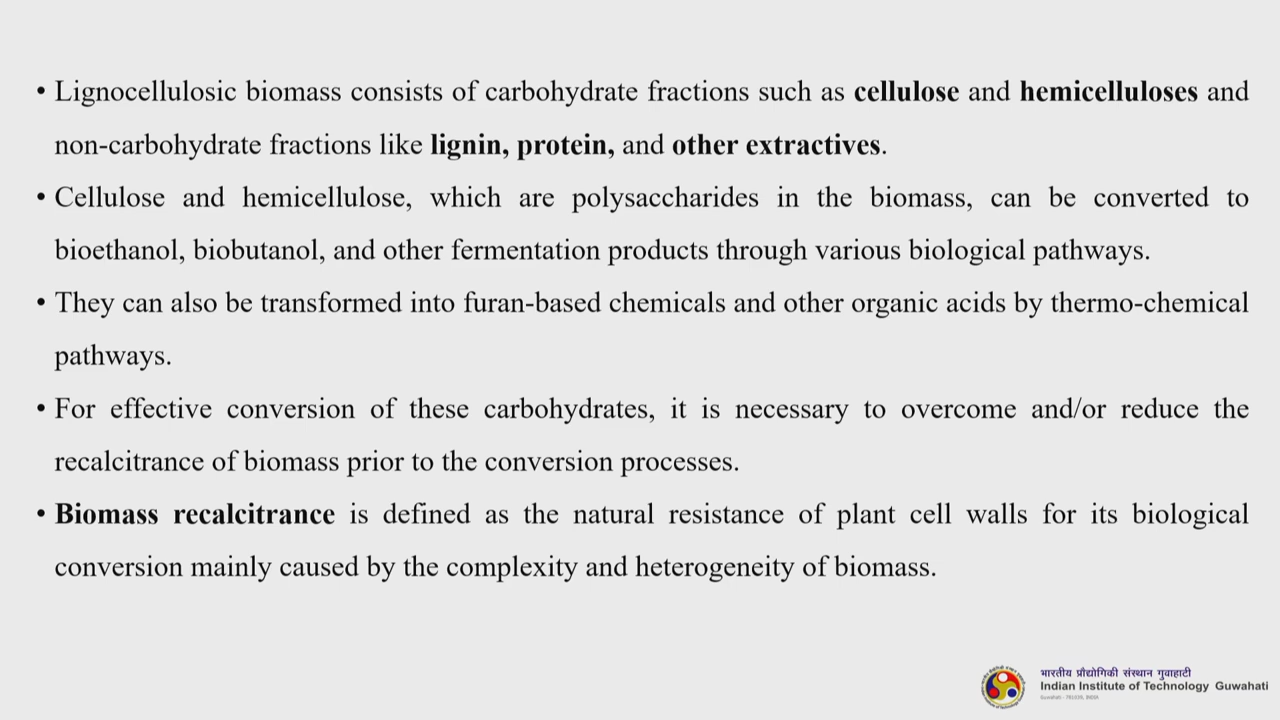 • Lignocellulosic biomass consists of carbohydrate fractions such as cellulose and hemicelluloses and
non-carbohydrate fractions like lignin, protein, and other extractives.
• Cellulose and hemicellulose, which are polysaccharides in the biomass, can be converted to
bioethanol, biobutanol, and other fermentation products through various biological pathways.
• They can also be transformed into furan-based chemicals and other organic acids by thermo-chemical
pathways.
• For effective conversion of these carbohydrates, it is necessary to overcome and/or reduce the
recalcitrance of biomass prior to the conversion processes.
• Biomass recalcitrance is defined as the natural resistance of plant cell walls for its biological
conversion mainly caused by the complexity and heterogeneity of biomass.
भारतीय प्रौद्योगिकी संस्थान गुवाहाटी
Indian Institute of Technology Guwahati
Guwahati - 781039, INDIA